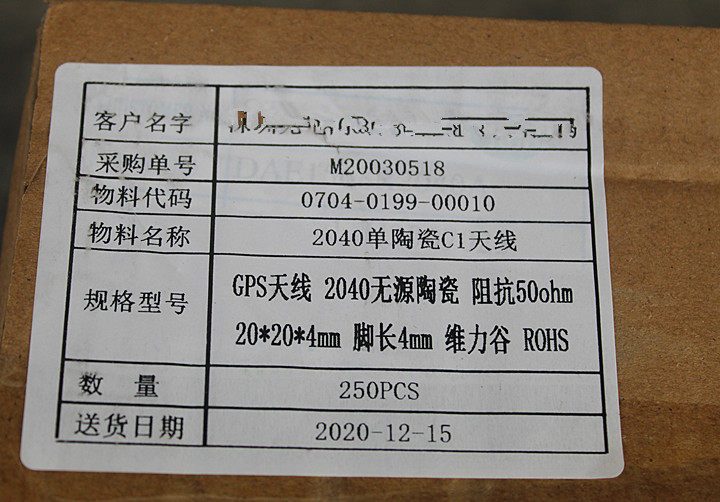 客户名字
采购单号 M20030518
物料代码 0704-0199-00010
物料名称 2040单陶瓷C1天线
规格型号 GPS天线 2040无源陶瓷 阻抗50ohm
20*20*4mm 脚长4mm 维力谷 ROHS
数 量 250PCS
送货日期 2020-12-15